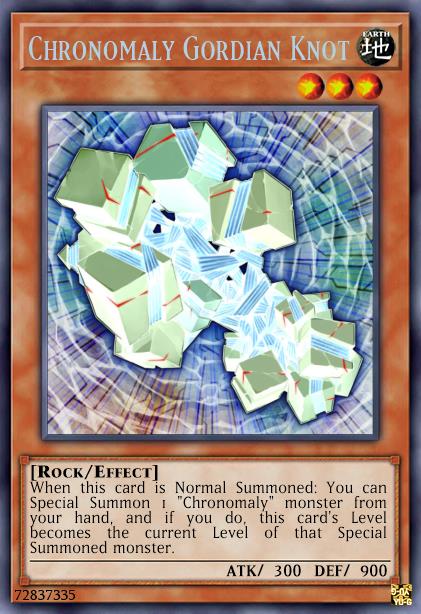 Chronomaly Gordian Knot
EARTH
地
[Rock/Effect]
When this card is Normal Summoned: You can
Special Summon 1 "Chronomaly" monster from
your hand, and if you do, this card's Level
becomes the current Level of that Special
Summoned monster.
ATK/ 300 DEF/ 900
72837335